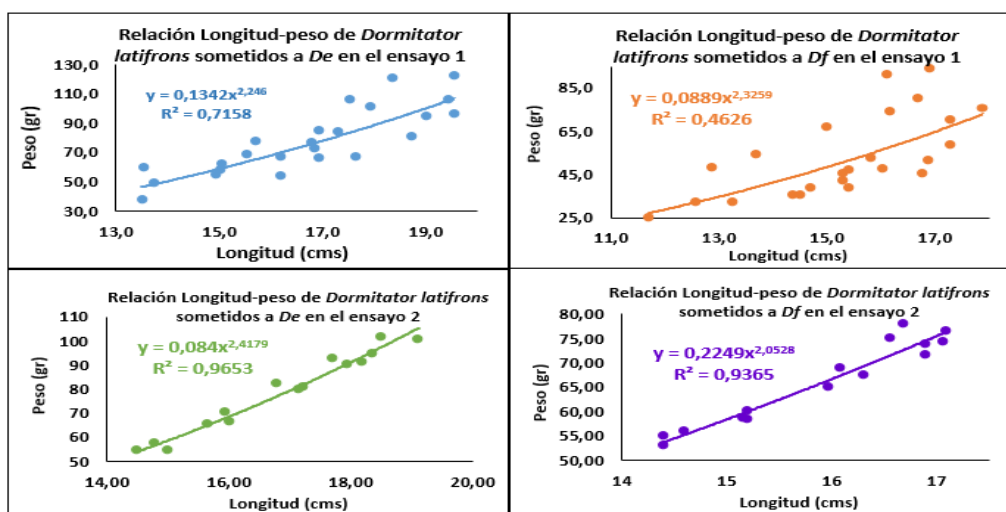 Relación Longitud-peso de Dormitator
latifrons sometidos a De en el ensayo 1
y = 0,1342x^2,246
R² = 0,7158
Peso (gr)
130,0
110,0
90,0
70,0
50,0
30,0
13,0 15,0 17,0 19,0
Longitud (cms)
Relación Longitud-peso de Dormitator
latifrons sometidos a Df en el ensayo 1
y = 0,0889x^2,3259
R² = 0,4626
Peso (gr)
85,0
65,0
45,0
25,0
11,0 13,0 15,0 17,0
Longitud (cms)
Relación Longitud-peso de Dormitator latifrons
sometidos a De en el ensayo 2
y = 0,084x^2,4179
R² = 0,9653
Peso (gr)
110
100
90
80
70
60
50
14,00 16,00 18,00 20,00
Longitud (cms)
Relación Longitud-peso de Dormitator latifrons
sometidos a Df en el ensayo 2
y = 0,2249x^2,0528
R² = 0,9365
Peso (gr)
80,00
75,00
70,00
65,00
60,00
55,00
50,00
14 15 16 17
Longitud (cms)